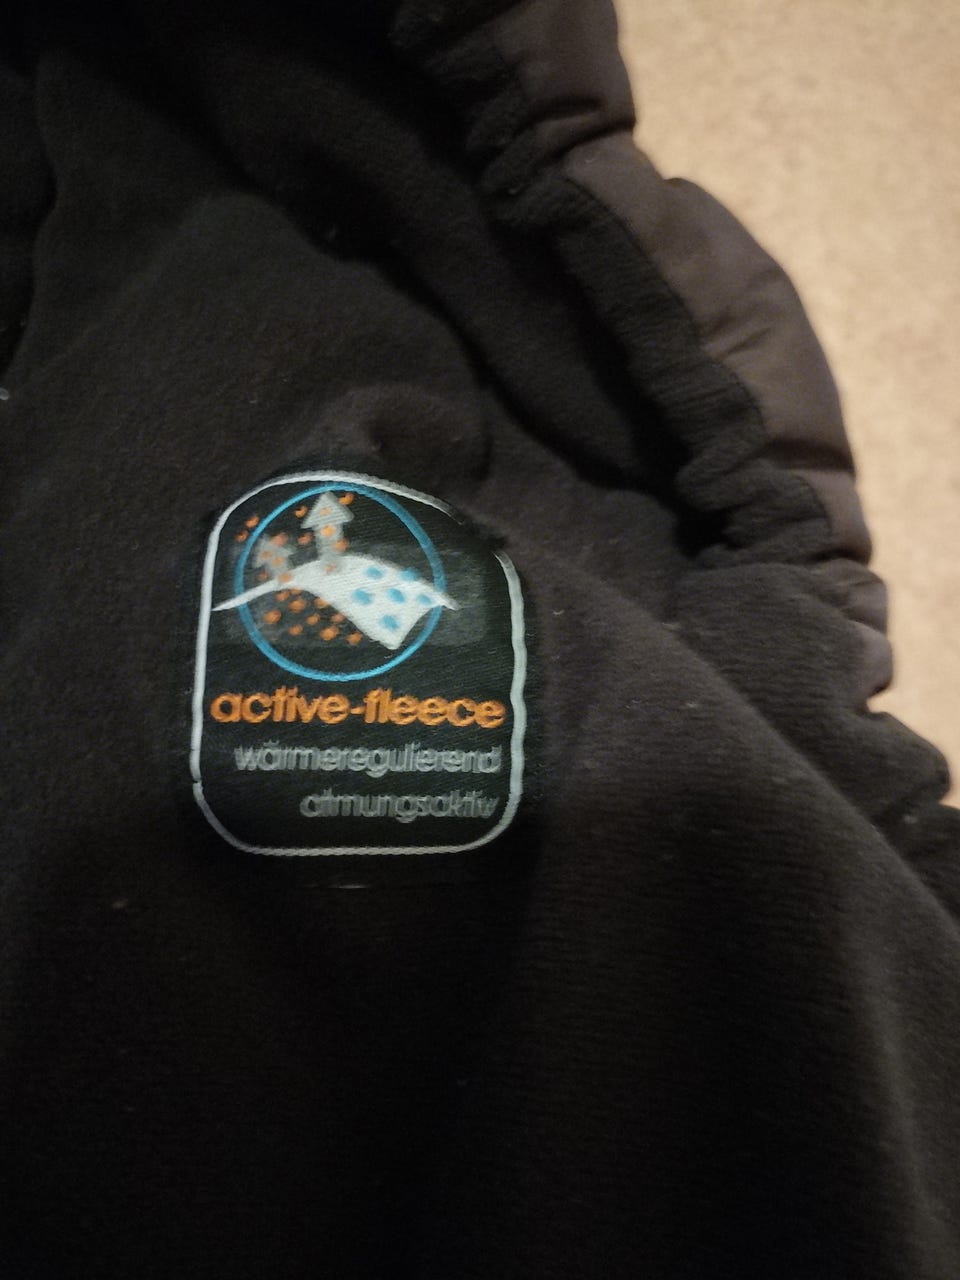 active-fleece
wärmeregulierend
atmungsaktiv